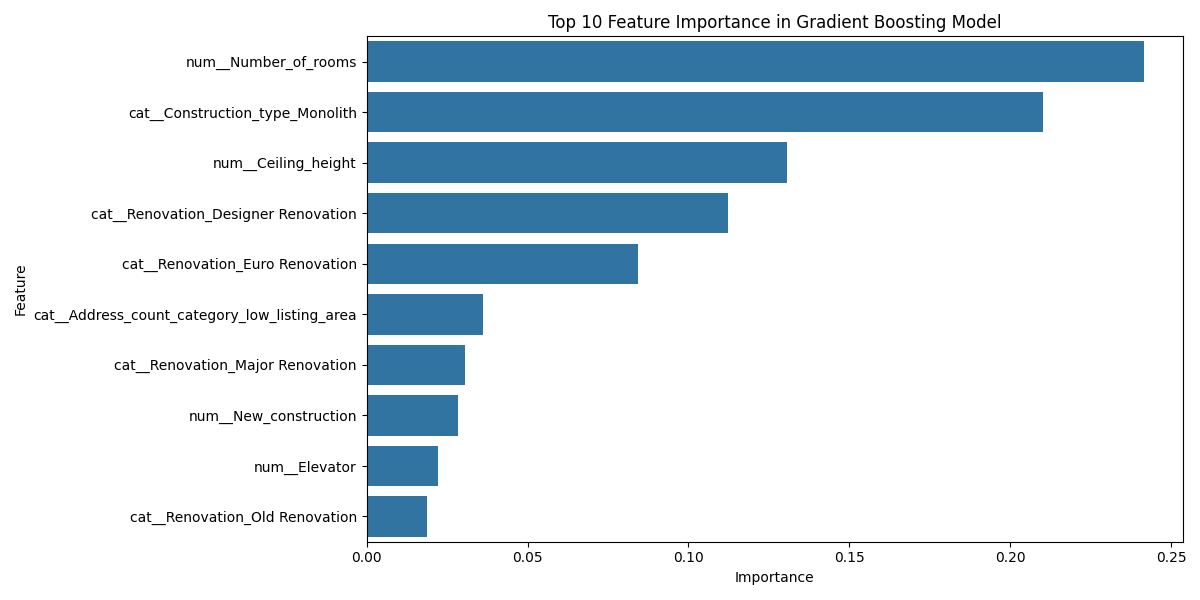 Top 10 Feature Importance in Gradient Boosting Model
Feature
num__Number_of_rooms
cat__Construction_type_Monolith
num__Ceiling_height
cat__Renovation_Designer Renovation
cat__Renovation_Euro Renovation
cat__Address_count_category_low_listing_area
cat__Renovation_Major Renovation
num__New_construction
num__Elevator
cat__Renovation_Old Renovation
0.00 0.05 0.10 0.15 0.20 0.25
Importance